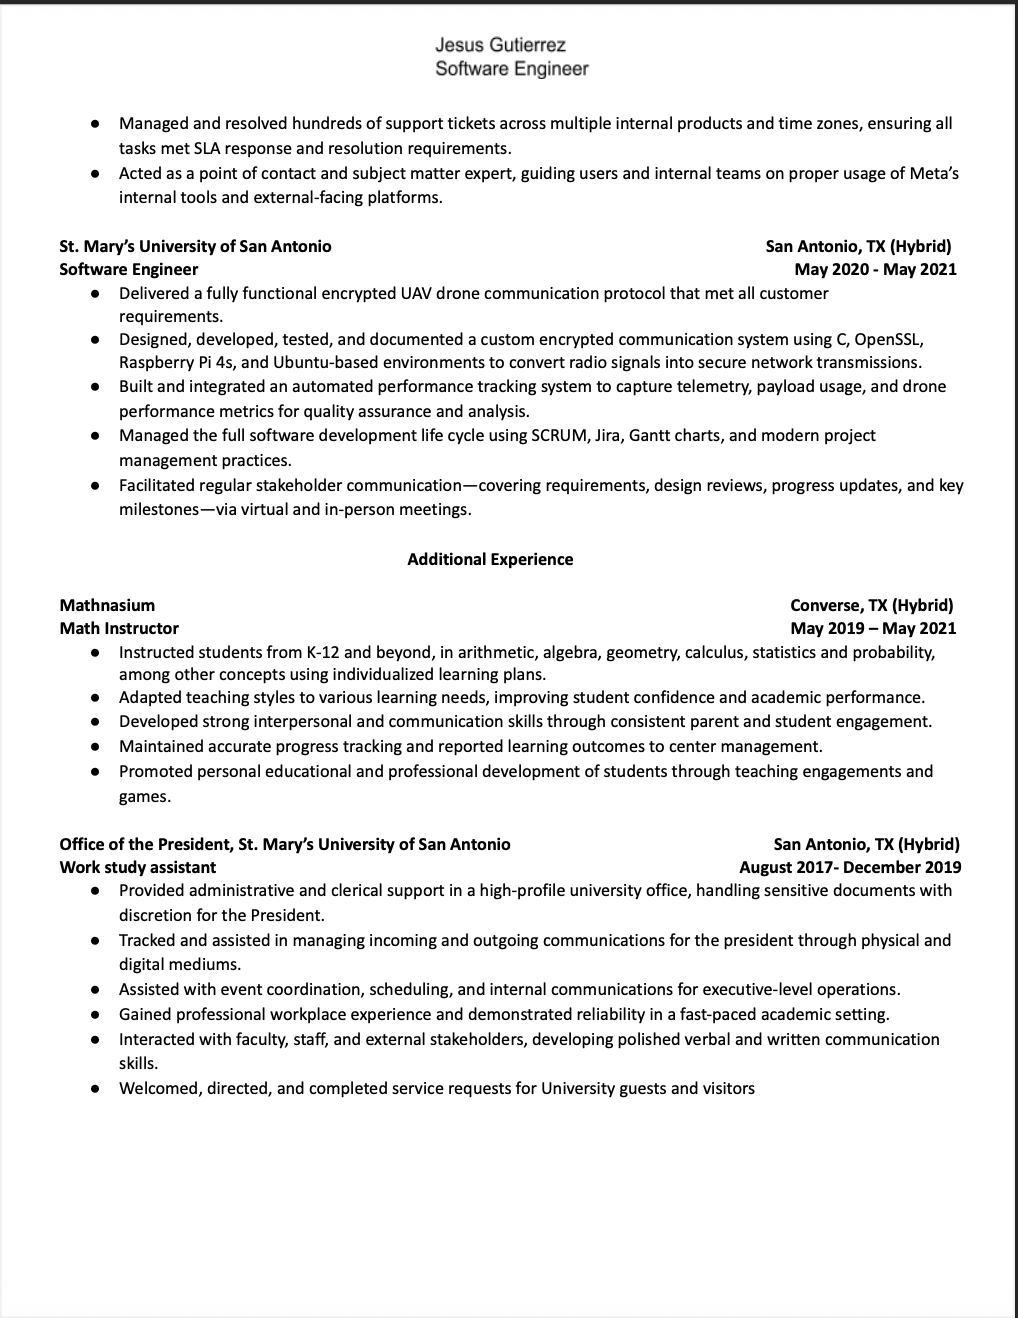 Jesus Gutierrez
Software Engineer
● Managed and resolved hundreds of support tickets across multiple internal products and time zones, ensuring all
tasks met SLA response and resolution requirements.
● Acted as a point of contact and subject matter expert, guiding users and internal teams on proper usage of Meta’s
internal tools and external-facing platforms.
St. Mary’s University of San Antonio San Antonio, TX (Hybrid)
Software Engineer May 2020 - May 2021
● Delivered a fully functional encrypted UAV drone communication protocol that met all customer
requirements.
● Designed, developed, tested, and documented a custom encrypted communication system using C, OpenSSL,
Raspberry Pi 4s, and Ubuntu-based environments to convert radio signals into secure network transmissions.
● Built and integrated an automated performance tracking system to capture telemetry, payload usage, and drone
performance metrics for quality assurance and analysis.
● Managed the full software development life cycle using SCRUM, Jira, Gantt charts, and modern project
management practices.
● Facilitated regular stakeholder communication—covering requirements, design reviews, progress updates, and key
milestones—via virtual and in-person meetings.
Additional Experience
Mathnasium Converse, TX (Hybrid)
Math Instructor May 2019 – May 2021
● Instructed students from K-12 and beyond, in arithmetic, algebra, geometry, calculus, statistics and probability,
among other concepts using individualized learning plans.
● Adapted teaching styles to various learning needs, improving student confidence and academic performance.
● Developed strong interpersonal and communication skills through consistent parent and student engagement.
● Maintained accurate progress tracking and reported learning outcomes to center management.
● Promoted personal educational and professional development of students through teaching engagements and
games.
Office of the President, St. Mary’s University of San Antonio San Antonio, TX (Hybrid)
Work study assistant August 2017- December 2019
● Provided administrative and clerical support in a high-profile university office, handling sensitive documents with
discretion for the President.
● Tracked and assisted in managing incoming and outgoing communications for the president through physical and
digital mediums.
● Assisted with event coordination, scheduling, and internal communications for executive-level operations.
● Gained professional workplace experience and demonstrated reliability in a fast-paced academic setting.
● Interacted with faculty, staff, and external stakeholders, developing polished verbal and written communication
skills.
● Welcomed, directed, and completed service requests for University guests and visitors